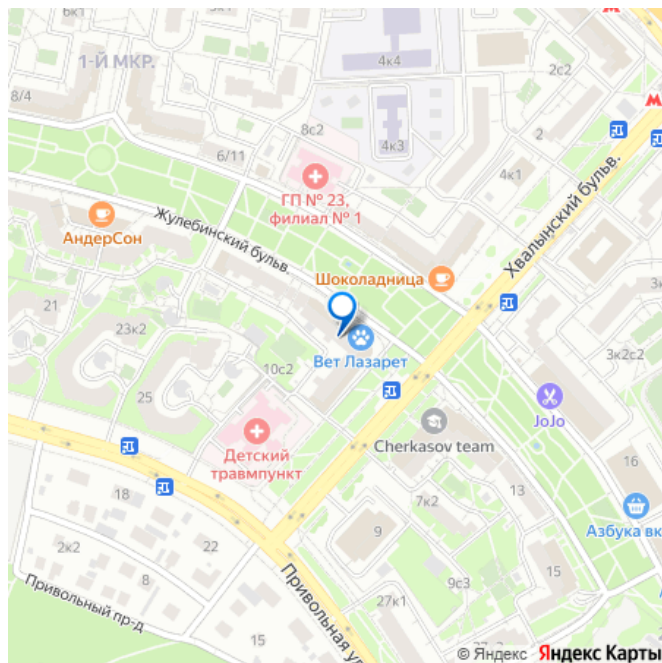 1-Й МКР.
8/4
4к4
2с2
М
М
8с2
6/11
4к3
2
4к1
ГП № 23,
филиал № 1
Жулебинский бульв.
АндерСон
Хвалынский бульв.
Шоколадница
21
23к2
25
10с2
Вет Лазарет
3к2с2
JoJo
Детский
травмпункт
Cherkasov team
16
18
7к2
13
Азбука вк
2к2
22
9
8
9с3
15
Привольный пр-д
Привольная ул
27к1
15
© Яндекс Яндекс Карты